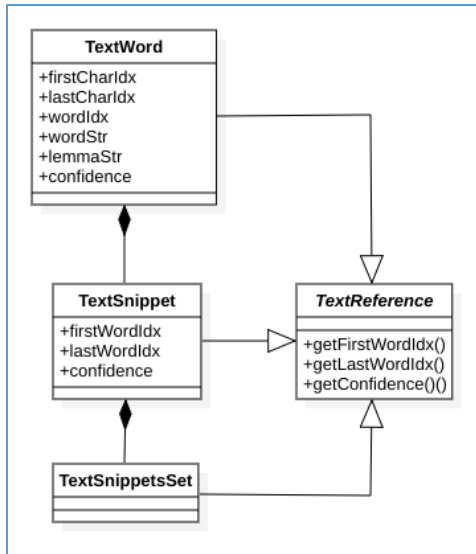 TextWord
+firstCharIdx
+lastCharIdx
+wordIdx
+wordStr
+lemmaStr
+confidence
TextSnippet
+firstWordIdx
+lastWordIdx
+confidence
TextReference
+getFirstWordIdx()
+getLastWordIdx()
+getConfidence()()
TextSnippetsSet